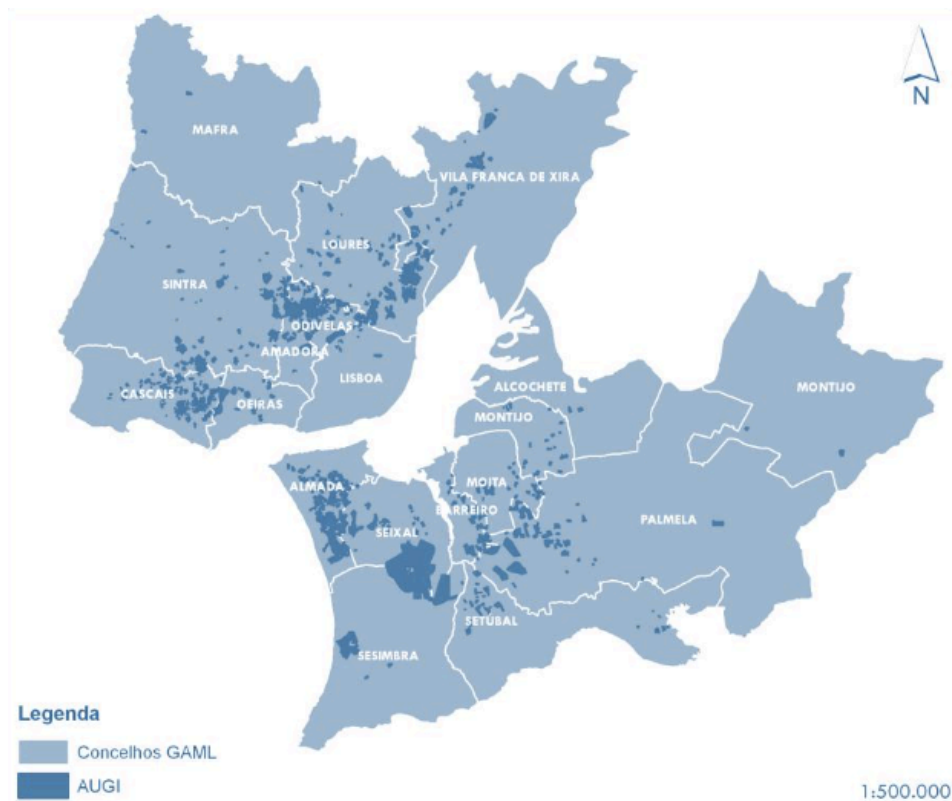 N
MAFRA
VILA FRANCA DE XIRA
LOURES
SINTRA
ODIVELAS
AMADORA
LISBOA
CASCAIS
OEIRAS
ALCOCHETE
MONTIJO
MONTIJO
ALMADA
MOITA
BARREIRO
SEIXAL
PALMELA
SETÚBAL
SESIMBRA
Legenda
Concelhos GAML
AUGI
1:500.000